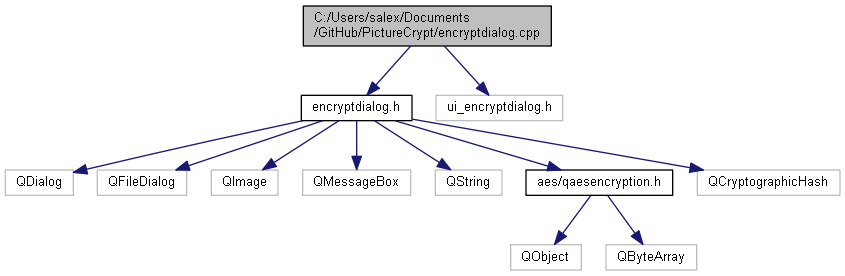 C:/Users/salex/Documents
/GitHub/PictureCrypt/encryptdialog.cpp
encryptdialog.h
ui_encryptdialog.h
QDialog
QFileDialog
QImage
QMessageBox
QString
aes/qaesencryption.h
QCryptographicHash
QObject
QByteArray